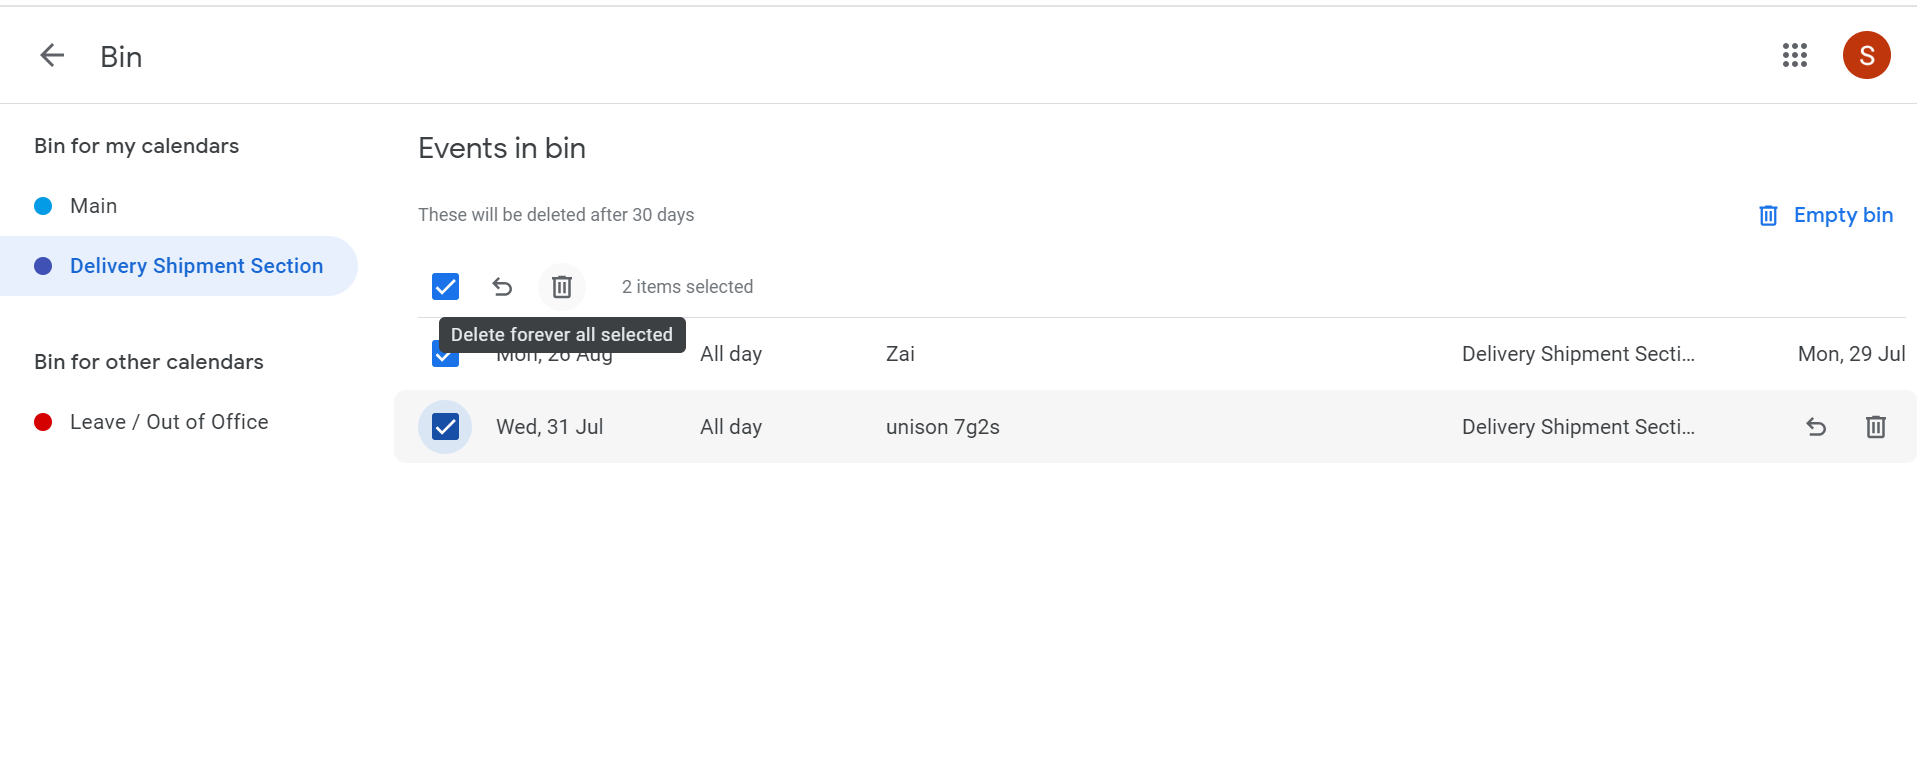 Bin
S
Bin for my calendars
Main
Delivery Shipment Section
Bin for other calendars
Leave / Out of Office
Events in bin
These will be deleted after 30 days
Empty bin
2 items selected
Delete forever all selected
Mon, 26 Aug All day Zai Delivery Shipment Secti... Mon, 29 Jul
Wed, 31 Jul All day unison 7g2s Delivery Shipment Secti...